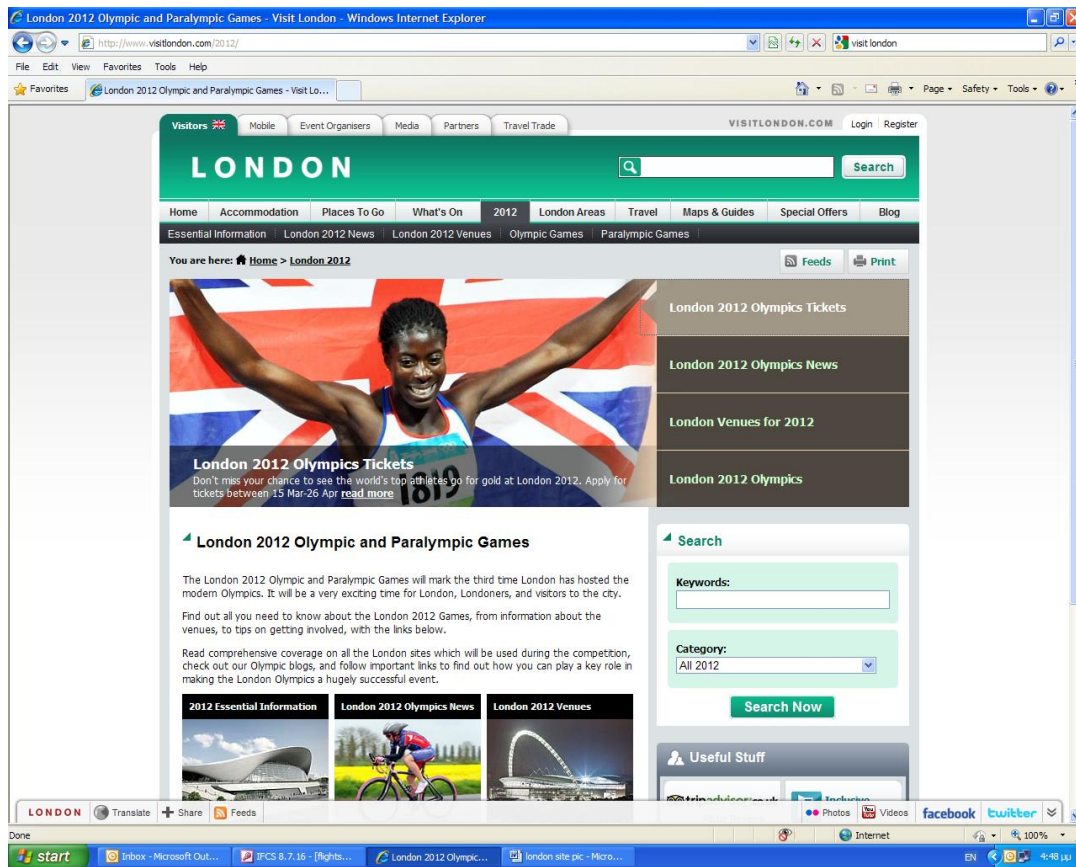 London 2012 Olympic and Paralympic Games - Visit London - Windows Internet Explorer
http://www.visitlondon.com/2012/
visit london
File Edit View Favorites Tools Help
Favorites London 2012 Olympic and Paralympic Games - Visit Lo...
Page Safety Tools
Visitors Mobile Event Organisers Media Partners Travel Trade VISITLONDON.COM Login Register
LONDON
Search
Home Accommodation Places To Go What's On 2012 London Areas Travel Maps & Guides Special Offers Blog
Essential Information London 2012 News London 2012 Venues Olympic Games Paralympic Games
You are here: Home > London 2012
Feeds Print
London 2012 Olympics Tickets
London 2012 Olympics News
London Venues for 2012
London 2012 Olympics
1819
London 2012 Olympics Tickets
Don't miss your chance to see the world's top athletes go for gold at London 2012. Apply for
tickets between 15 Mar-26 Apr read more
London 2012 Olympic and Paralympic Games
The London 2012 Olympic and Paralympic Games will mark the third time London has hosted the
modern Olympics. It will be a very exciting time for London, Londoners, and visitors to the city.
Find out all you need to know about the London 2012 Games, from information about the
venues, to tips on getting involved, with the links below.
Read comprehensive coverage on all the London sites which will be used during the competition,
check out our Olympic blogs, and follow important links to find out how you can play a key role in
making the London Olympics a hugely successful event.
2012 Essential Information London 2012 Olympics News London 2012 Venues
Search
Keywords:
Category:
All 2012
Search Now
Useful Stuff
Inclusive
LONDON Translate Share Feeds Photos You Tube Videos facebook twitter
Done Internet 100%
start Inbox - Microsoft Out... IFCS 8.7.16 - [flights... London 2012 Olympic... london site pic - Micro... EN 4:48 μμ